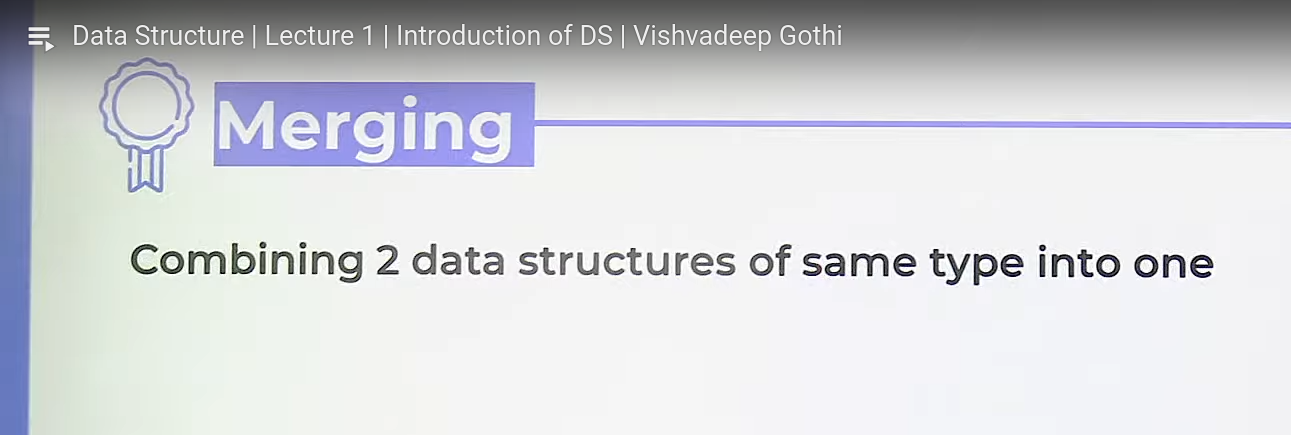 Data Structure | Lecture 1 | Introduction of DS | Vishvadeep Gothi
Merging
Combining 2 data structures of same type into one